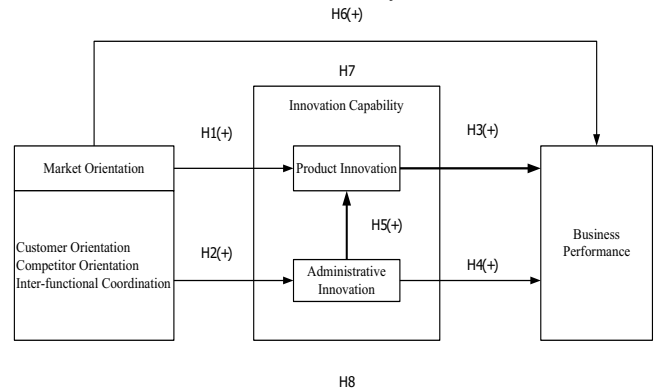 H6(+)
H7
Innovation Capability
H1(+)
H3(+)
Market Orientation
Product Innovation
H5(+)
Customer Orientation
Competitor Orientation
Inter-functional Coordination
H2(+)
Administrative
Innovation
H4(+)
Business
Performance
H8